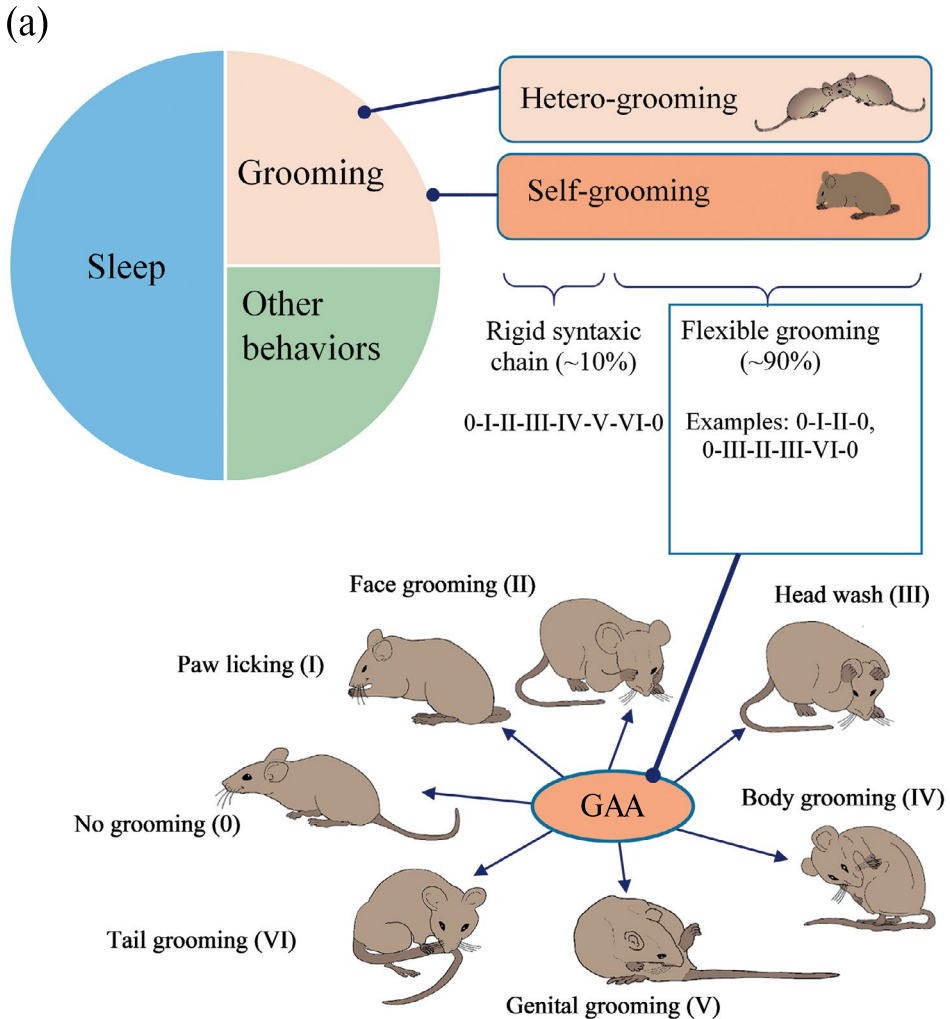 (a)
Sleep
Grooming
Other
behaviors
Hetero-grooming
Self-grooming
Rigid syntaxic
chain (~10%)
0-I-II-III-IV-V-VI-0
Flexible grooming
(~90%)
Examples: 0-I-II-0,
0-III-II-III-VI-0
Face grooming (II)
Head wash (III)
Paw licking (I)
No grooming (0)
GAA
Body grooming (IV)
Tail grooming (VI)
Genital grooming (V)